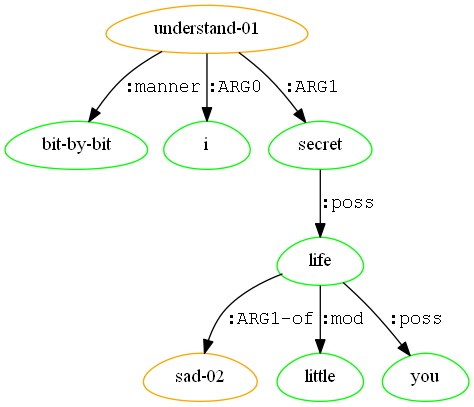 understand-01
:manner :ARG0 :ARG1
bit-by-bit i secret
:poss
life
:ARG1-of :mod :poss
sad-02 little you